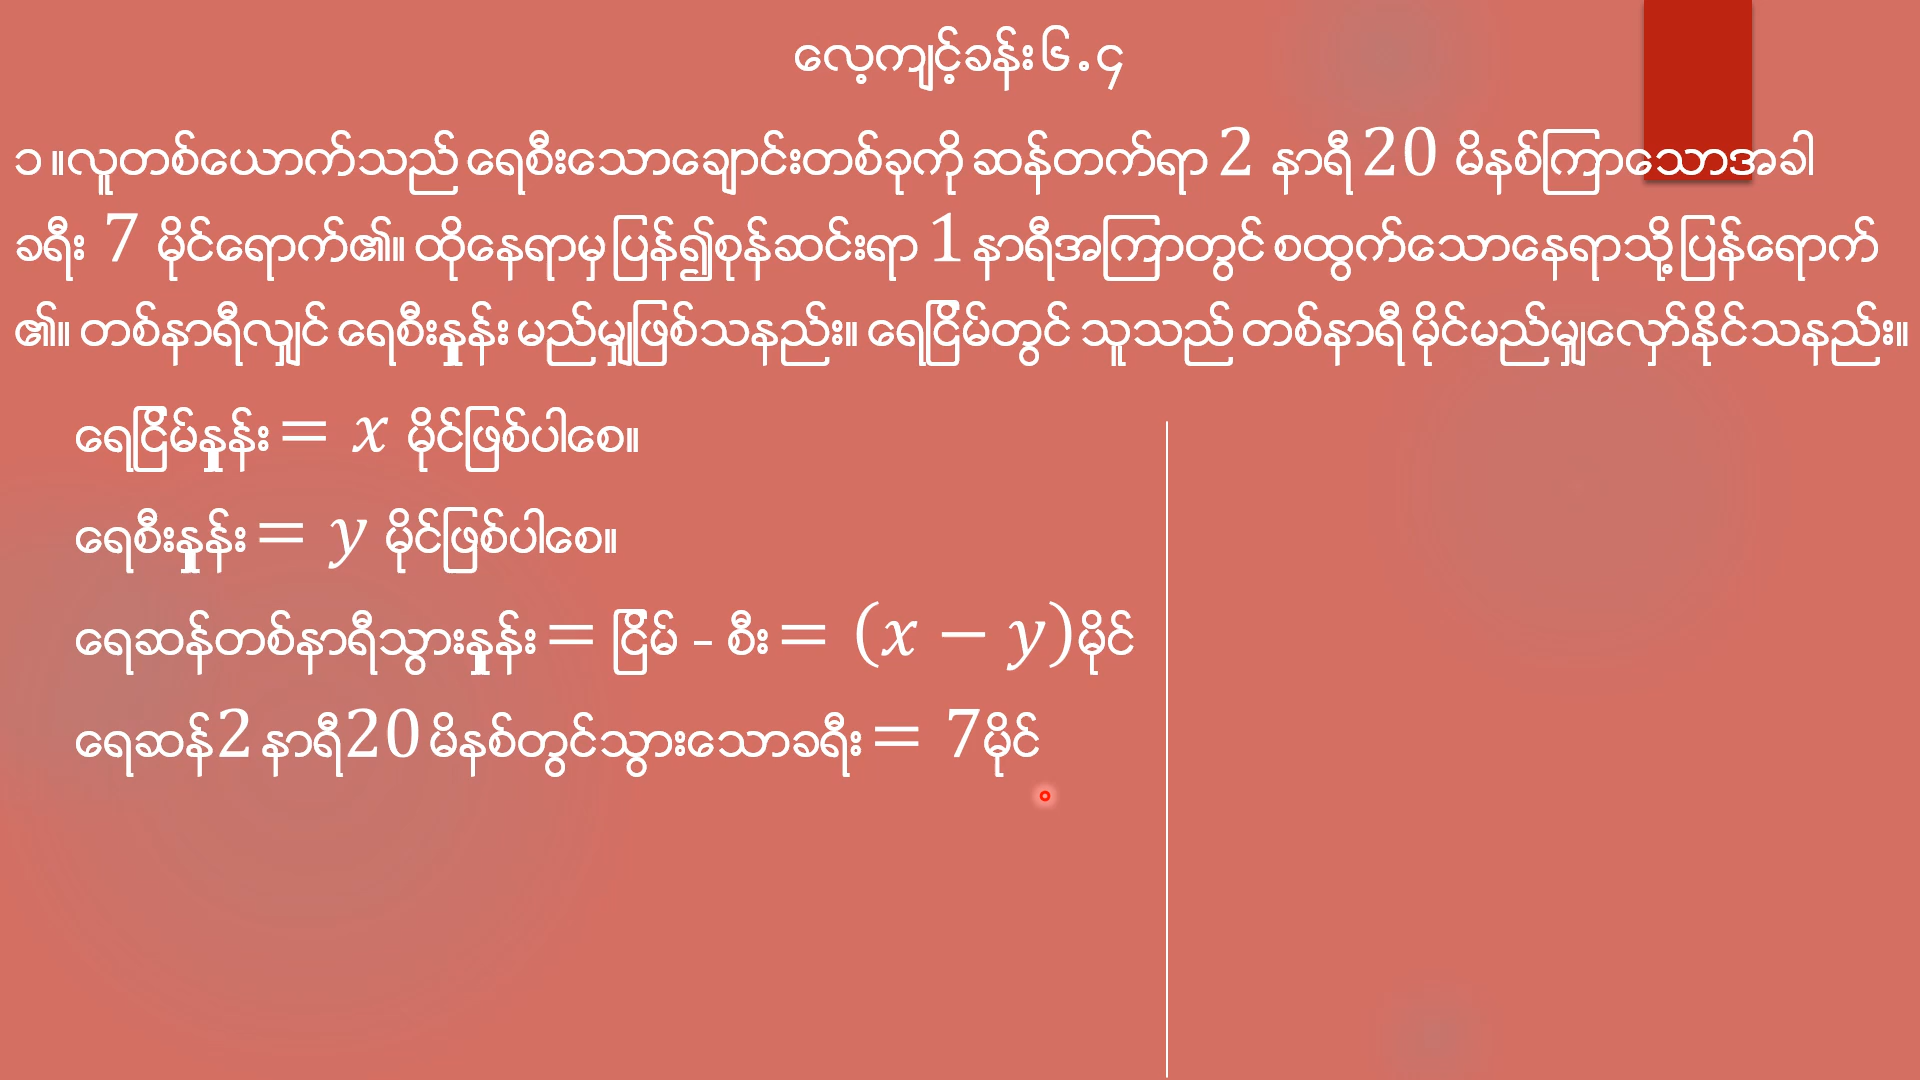 လေ့ကျင့်ခန်း၆.၄
၁။လူတစ်ယောက်သည် ရေစီးသောချောင်းတစ်ခုကို ဆန်တက်ရာ 2 နာရီ 20 မိနစ်ကြာသောအခါ
ခရီး 7 မိုင်ရောက်၏။ ထိုနေရာမှ ပြန်၍စုန်ဆင်းရာ 1 နာရီအကြာတွင် စထွက်သောနေရာသို့ ပြန်ရောက်
၏။ တစ်နာရီလျှင် ရေစီးနှုန်း မည်မျှဖြစ်သနည်း။ ရေငြိမ်တွင် သူသည် တစ်နာရီ မိုင်မည်မျှလှော်နိုင်သနည်း။
ရေငြိမ်နှုန်း = x မိုင်ဖြစ်ပါစေ။
ရေစီးနှုန်း = y မိုင်ဖြစ်ပါစေ။
ရေဆန်တစ်နာရီသွားနှုန်း = ငြိမ် - စီး = (x − y)မိုင်
ရေဆန်2 နာရီ20 မိနစ်တွင်သွားသောခရီး = 7မိုင်